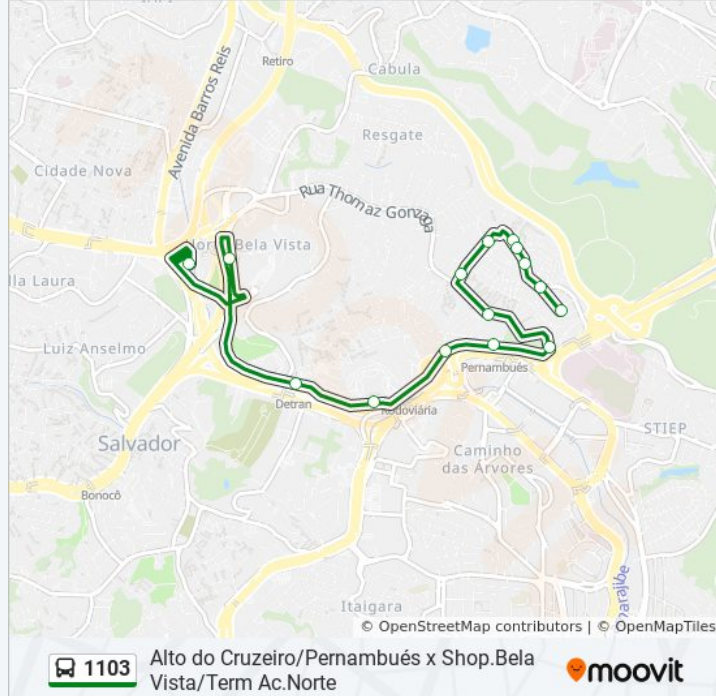 Retiro
Cabula
Avenida Barros Reis
Resgate
Cidade Nova
Rua Thomaz Gonzaga
Horto Bela Vista
lla Laura
Luiz Anselmo
Pernambués
Detran
Rodoviária
STIEP
Salvador
Caminho
das Árvores
Bonocô
Itaigara
© OpenStreetMap contributors | © OpenMapTiles
1103
Alto do Cruzeiro/Pernambués x Shop.Bela
Vista/Term Ac.Norte
moovit